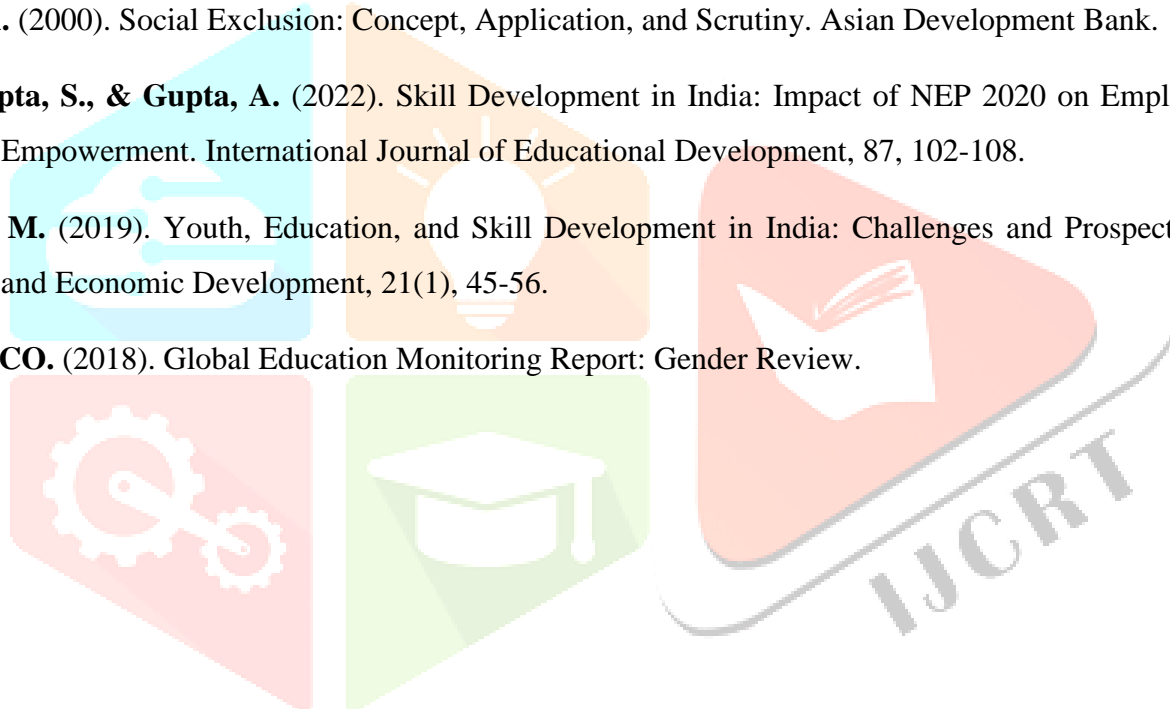 (2000). Social Exclusion: Concept, Application, and Scrutiny. Asian Development Bank.
pta, S., & Gupta, A. (2022). Skill Development in India: Impact of NEP 2020 on Empl
Empowerment. International Journal of Educational Development, 87, 102-108.
M. (2019). Youth, Education, and Skill Development in India: Challenges and Prospect
and Economic Development, 21(1), 45-56.
CO. (2018). Global Education Monitoring Report: Gender Review.
IJCRT